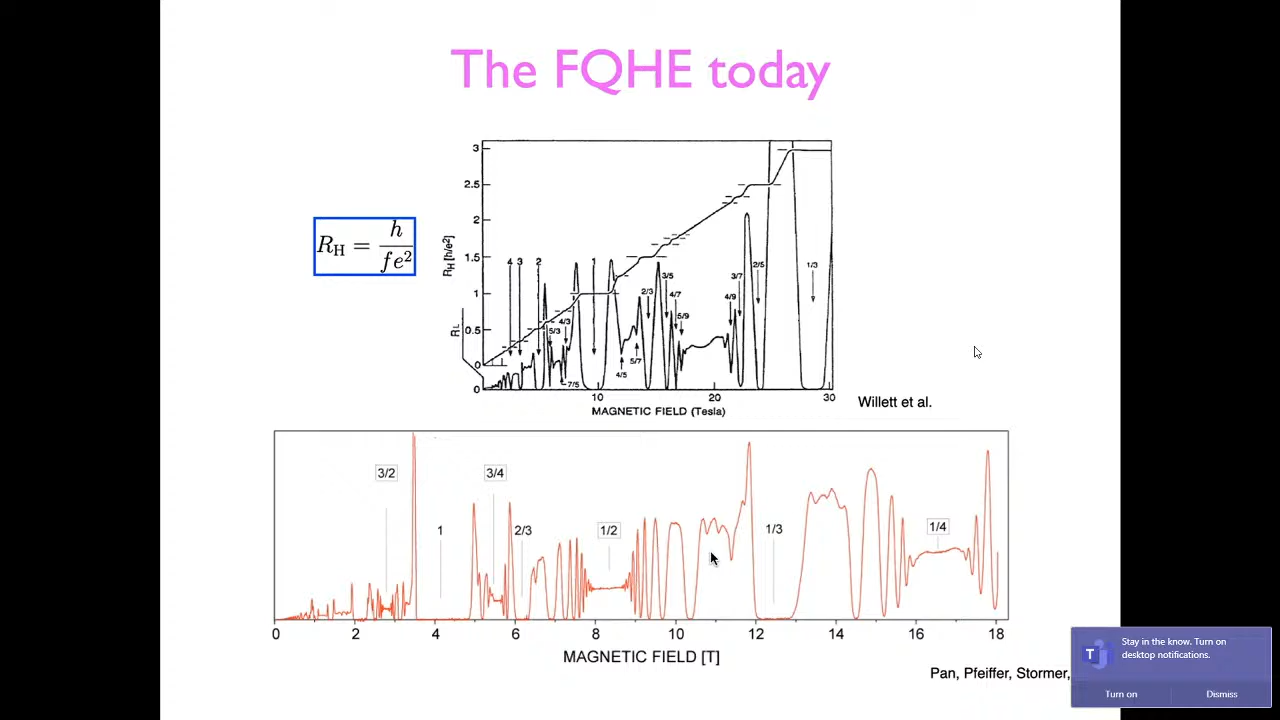 The FQHE today
R_H = h / fe²
R_H [h/e²]
R_L
3
2.5
2
1.5
1
0.5
0
0
4 3 2 1
5/3 4/3
7/5
4/5
5/7
2/3
3/5
4/7
5/9
4/9
3/7
2/5
1/3
10 20 30
MAGNETIC FIELD (Tesla)
Willett et al.
3/2
1
3/4
2/3
1/2
1/3
1/4
0 2 4 6 8 10 12 14 16 18
MAGNETIC FIELD [T]
Pan, Pfeiffer, Stormer,
T
Stay in the know. Turn on
desktop notifications.
Turn on
Dismiss